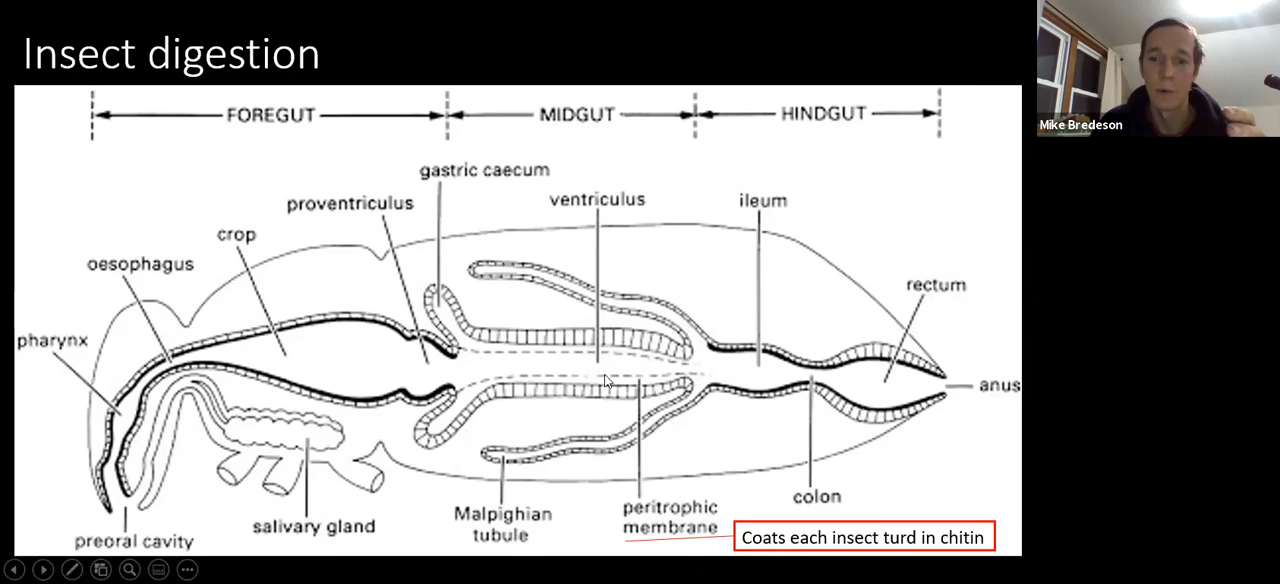 Insect digestion
Mike Bredeson
FOREGUT
MIDGUT
HINDGUT
gastric caecum
proventriculus
ventriculus
ileum
crop
oesophagus
rectum
pharynx
anus
salivary gland
preoral cavity
Malpighian
tubule
peritrophic
membrane
colon
Coats each insect turd in chitin